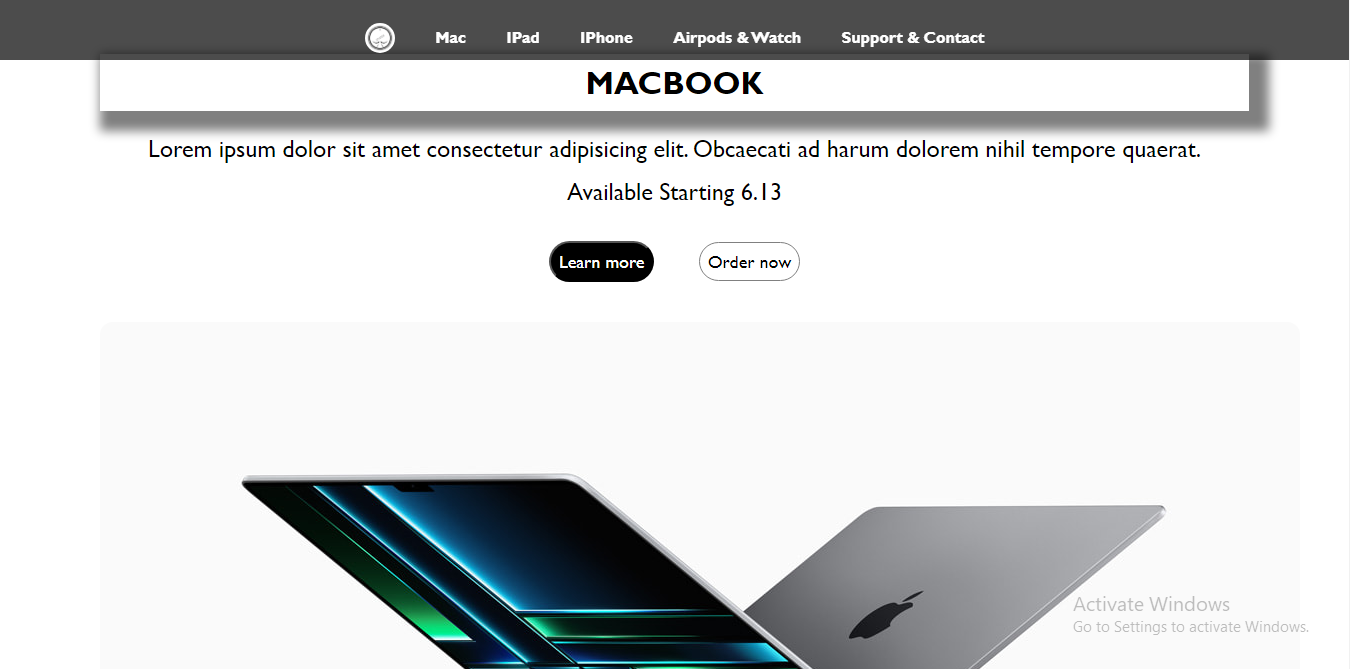 Mac IPad IPhone Airpods & Watch Support & Contact
MACBOOK
Lorem ipsum dolor sit amet consectetur adipisicing elit. Obcaecati ad harum dolorem nihil tempore quaerat.
Available Starting 6.13
Learn more Order now
Activate Windows
Go to Settings to activate Windows.